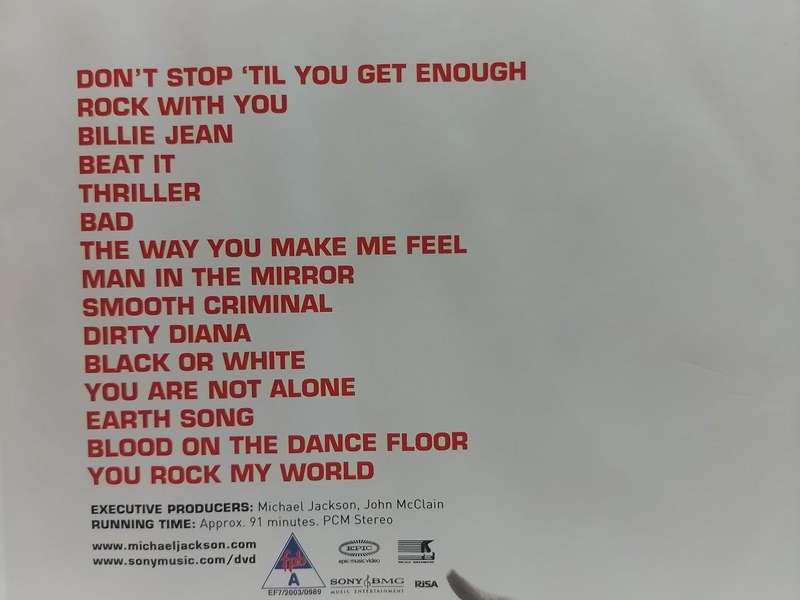 DON'T STOP 'TIL YOU GET ENOUGH
ROCK WITH YOU
BILLIE JEAN
BEAT IT
THRILLER
BAD
THE WAY YOU MAKE ME FEEL
MAN IN THE MIRROR
SMOOTH CRIMINAL
DIRTY DIANA
BLACK OR WHITE
YOU ARE NOT ALONE
EARTH SONG
BLOOD ON THE DANCE FLOOR
YOU ROCK MY WORLD
EXECUTIVE PRODUCERS: Michael Jackson, John McClain
RUNNING TIME: Approx. 91 minutes. PCM Stereo
www.michaeljackson.com
www.sonymusic.com/dvd
fpb
A
EF7/2003/0989
EPIC
epic music video
SONY BMG
MUSIC ENTERTAINMENT
RISA